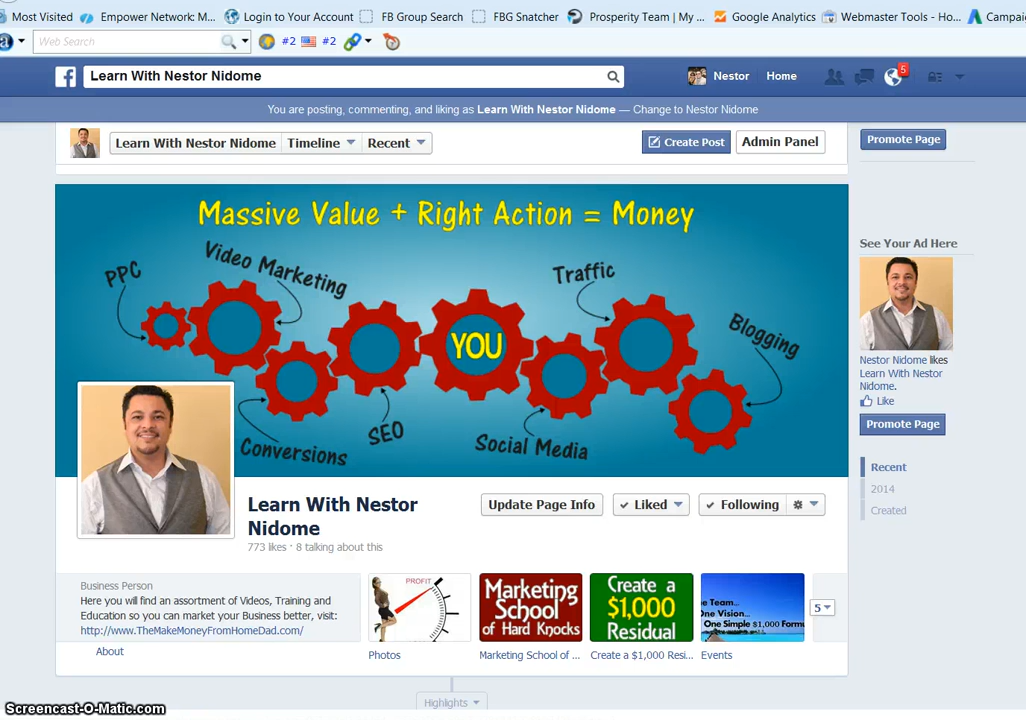 Most Visited Empower Network: M... Login to Your Account FB Group Search FBG Snatcher Prosperity Team | My ... Google Analytics Webmaster Tools - Ho... Campai
Web Search #2 #2
Learn With Nestor Nidome Nestor Home 5
You are posting, commenting, and liking as Learn With Nestor Nidome — Change to Nestor Nidome
Learn With Nestor Nidome Timeline Recent Create Post Admin Panel Promote Page
Massive Value + Right Action = Money
PPC
Video Marketing
Traffic
Blogging
YOU
Conversions
SEO
Social Media
See Your Ad Here
Nestor Nidome likes
Learn With Nestor
Nidome.
Like
Promote Page
Recent
2014
Created
Learn With Nestor
Nidome
773 likes · 8 talking about this
Update Page Info Liked Following
Business Person
Here you will find an assortment of Videos, Training and
Education so you can market your Business better, visit:
http://www.TheMakeMoneyFromHomeDad.com/
About
PROFIT
Photos
Marketing
School
of Hard Knocks
Marketing School of ...
Create a
$1,000
Residual
Create a $1,000 Resi...
e Team...
ne Vision...
One Simple $1,000 Formu
Events
5
Highlights
Screencast-O-Matic.com